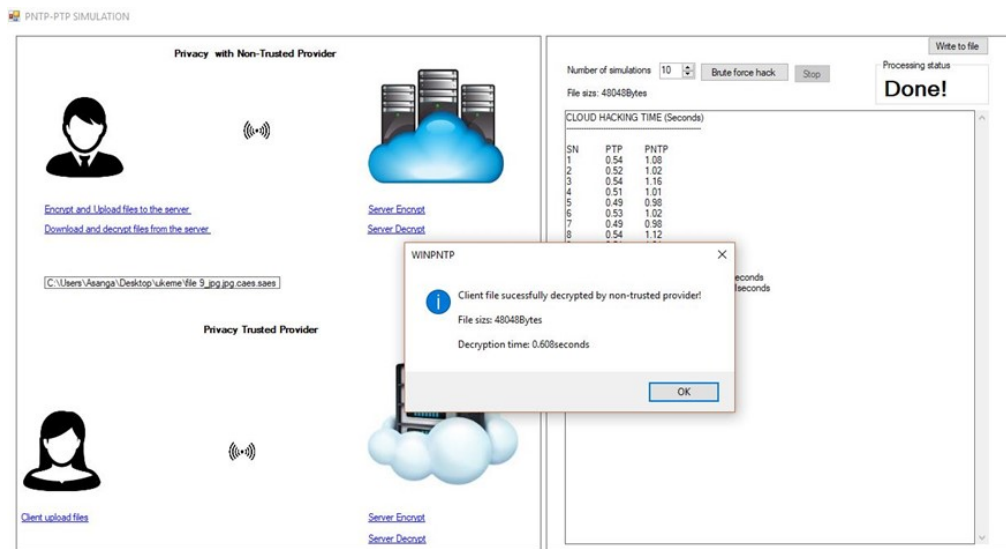 PNTP-PTP SIMULATION
Privacy with Non-Trusted Provider
Encrypt and Upload files to the server
Download and decrypt files from the server
Server Encrypt
Server Decrypt
C:\Users\Asanga\Desktop\ukeme\file 9_jpg.jpg.caes.saes
Privacy Trusted Provider
Client upload files
Server Encrypt
Server Decrypt
Write to file
Number of simulations 10 Brute force hack Stop
Processing status
Done!
File sizs: 48048Bytes
CLOUD HACKING TIME (Seconds)
SN PTP PNTP
1 0.54 1.08
2 0.52 1.02
3 0.54 1.16
4 0.51 1.01
5 0.49 0.98
6 0.53 1.02
7 0.49 0.98
8 0.54 1.12
econds
lseconds
WINPNTP
Client file sucessfully decrypted by non-trusted provider!
File sizs: 48048Bytes
Decryption time: 0.608seconds
OK